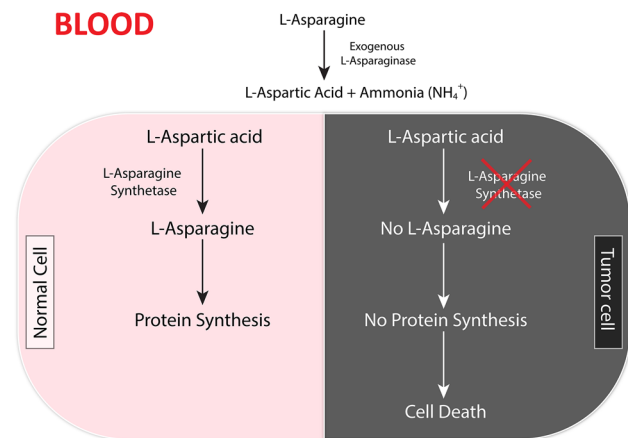 BLOOD
L-Asparagine
Exogenous
L-Asparaginase
L-Aspartic Acid + Ammonia (NH₄⁺)
L-Aspartic acid
L-Asparagine
Synthetase
L-Asparagine
Protein Synthesis
Normal Cell
L-Aspartic acid
L-Asparagine
Synthetase
No L-Asparagine
No Protein Synthesis
Cell Death
Tumor cell